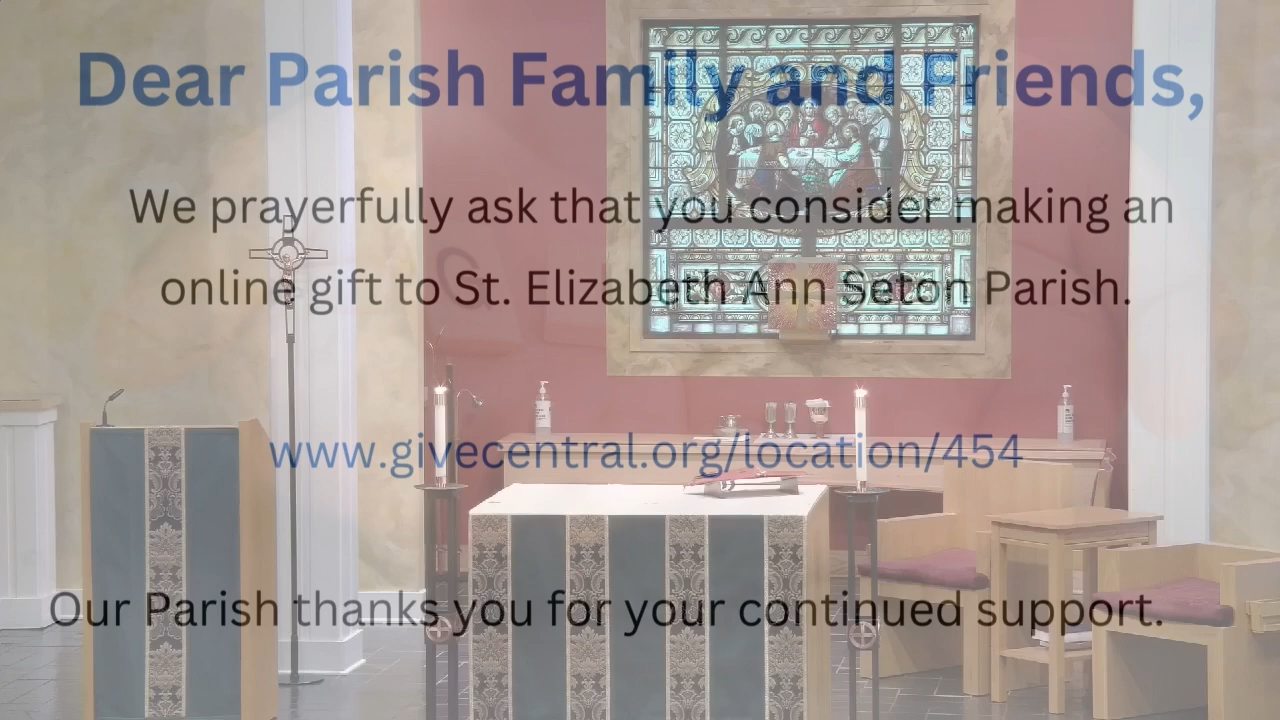 Dear Parish Family and Friends,
We prayerfully ask that you consider making an
online gift to St. Elizabeth Ann Seton Parish.
www.givecentral.org/location/454
Our Parish thanks you for your continued support.